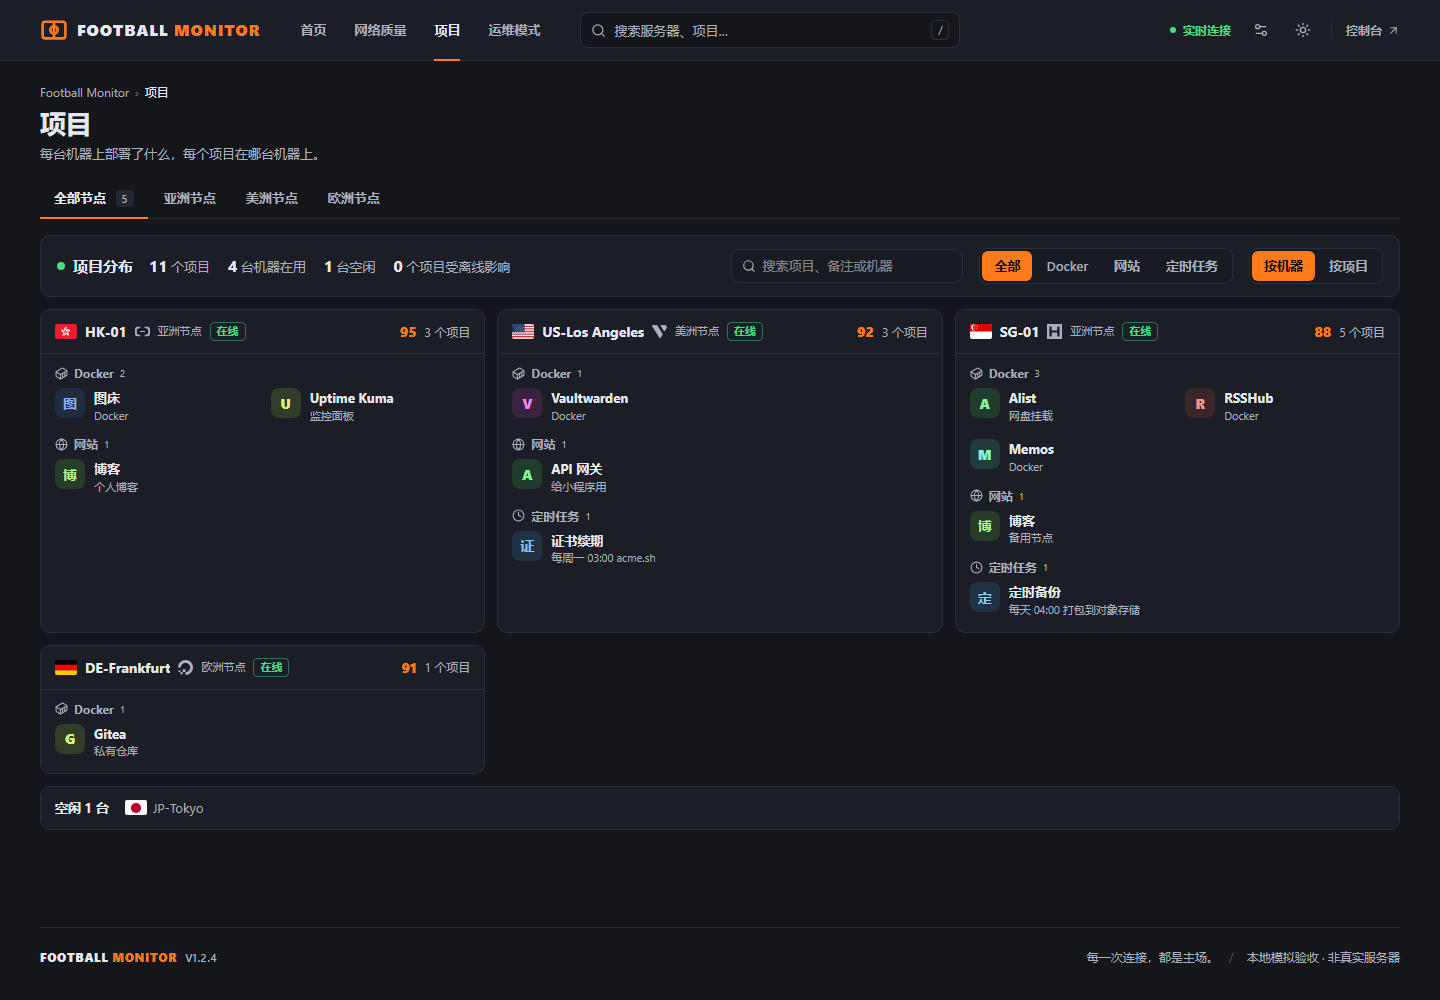 FOOTBALL MONITOR 首页 网络质量 项目 运维模式 搜索服务器、项目... / 实时连接 控制台
Football Monitor › 项目
项目
每台机器上部署了什么，每个项目在哪台机器上。
全部节点 5 亚洲节点 美洲节点 欧洲节点
项目分布 11 个项目 4 台机器在用 1 台空闲 0 个项目受离线影响 搜索项目、备注或机器 全部 Docker 网站 定时任务 按机器 按项目
HK-01 亚洲节点 在线 95 3 个项目
Docker 2
图 图床
Docker
U Uptime Kuma
监控面板
网站 1
博 博客
个人博客
US-Los Angeles 美洲节点 在线 92 3 个项目
Docker 1
V Vaultwarden
Docker
网站 1
A API 网关
给小程序用
定时任务 1
证 证书续期
每周一 03:00 acme.sh
SG-01 亚洲节点 在线 88 5 个项目
Docker 3
A Alist
网盘挂载
R RSSHub
Docker
M Memos
Docker
网站 1
博 博客
备用节点
定时任务 1
定 定时备份
每天 04:00 打包到对象存储
DE-Frankfurt 欧洲节点 在线 91 1 个项目
Docker 1
G Gitea
私有仓库
空闲 1 台 JP-Tokyo
FOOTBALL MONITOR V1.2.4 每一次连接，都是主场。 / 本地模拟验收 · 非真实服务器